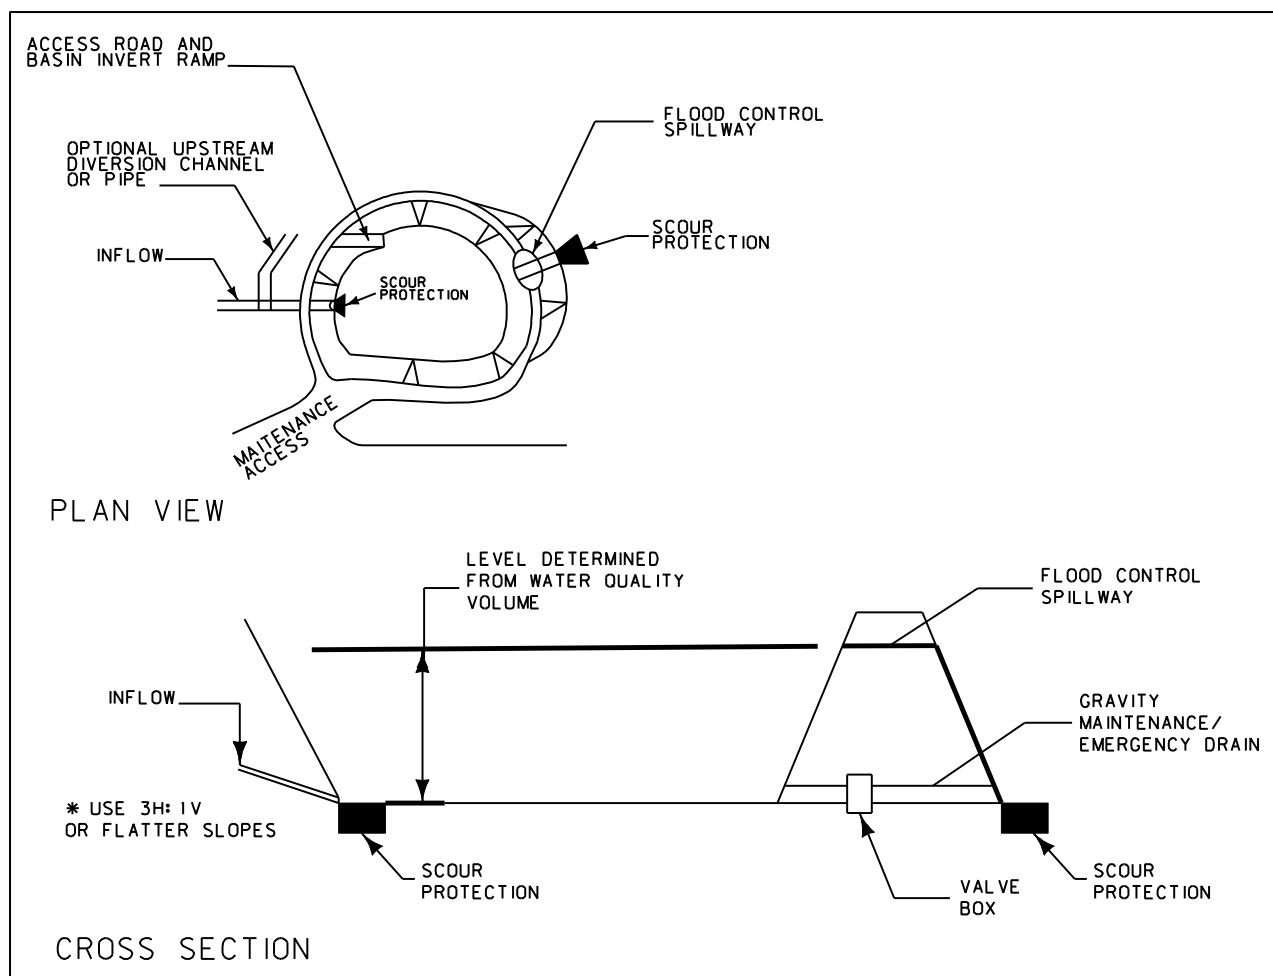 ACCESS ROAD AND
BASIN INVERT RAMP
FLOOD CONTROL
SPILLWAY
OPTIONAL UPSTREAM
DIVERSION CHANNEL
OR PIPE
SCOUR
PROTECTION
INFLOW
SCOUR
PROTECTION
MAITENANCE
ACCESS
PLAN VIEW
LEVEL DETERMINED
FROM WATER QUALITY
VOLUME
FLOOD CONTROL
SPILLWAY
INFLOW
GRAVITY
MAINTENANCE/
EMERGENCY DRAIN
* USE 3H:1V
OR FLATTER SLOPES
SCOUR
PROTECTION
VALVE
BOX
SCOUR
PROTECTION
CROSS SECTION